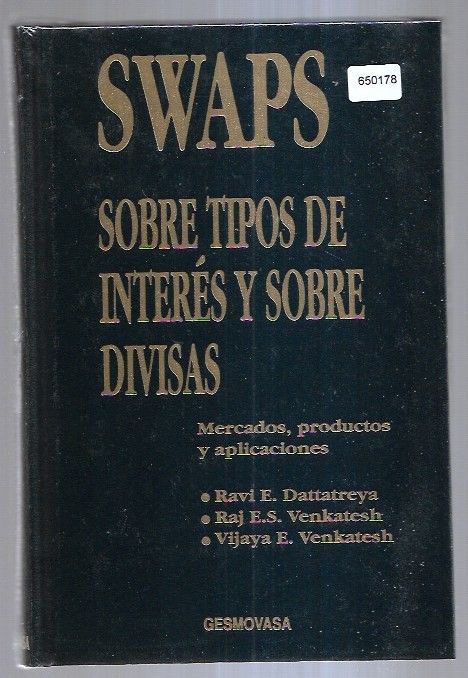 SWAPS
650178
SOBRE TIPOS DE
INTERÉS Y SOBRE
DIVISAS
Mercados, productos
y aplicaciones
● Ravi E. Dattatreya
● Raj E.S. Venkatesh
● Vijaya E. Venkatesh
GESMOVASA